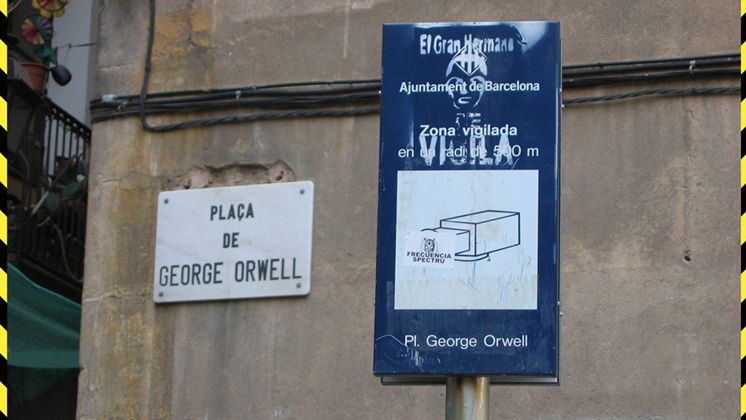 PLAÇA
DE
GEORGE ORWELL
El Gran Hermano
Ajuntament de Barcelona
Zona vigilada
en un radi de 500 m
VIGILA
FRECUENCIA
SPECTRU
Pl. George Orwell